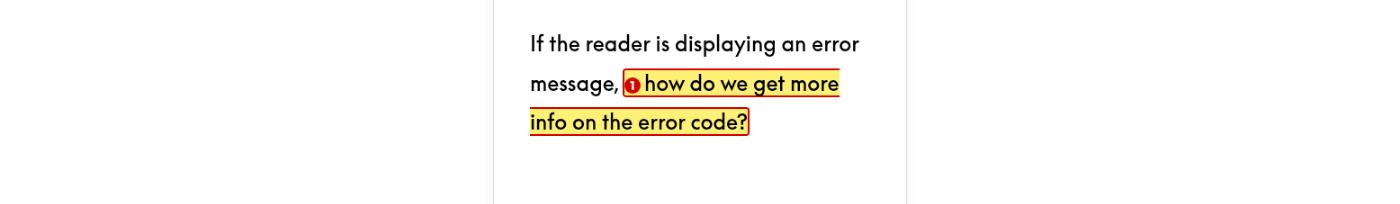 If the reader is displaying an error
message, 1 how do we get more
info on the error code?